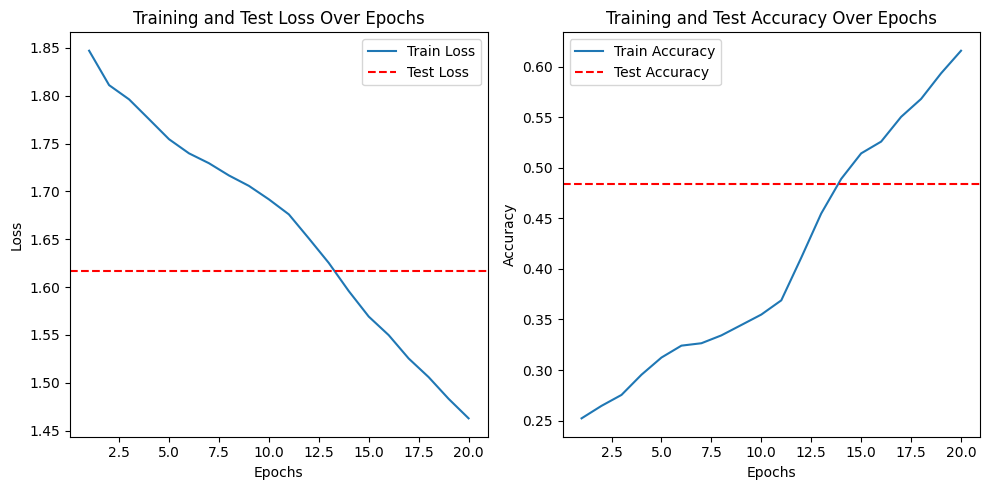 Training and Test Loss Over Epochs
Train Loss
Test Loss
1.85
1.80
1.75
1.70
1.65
1.60
1.55
1.50
1.45
Loss
2.5 5.0 7.5 10.0 12.5 15.0 17.5 20.0
Epochs
Training and Test Accuracy Over Epochs
Train Accuracy
Test Accuracy
0.60
0.55
0.50
0.45
0.40
0.35
0.30
0.25
Accuracy
2.5 5.0 7.5 10.0 12.5 15.0 17.5 20.0
Epochs